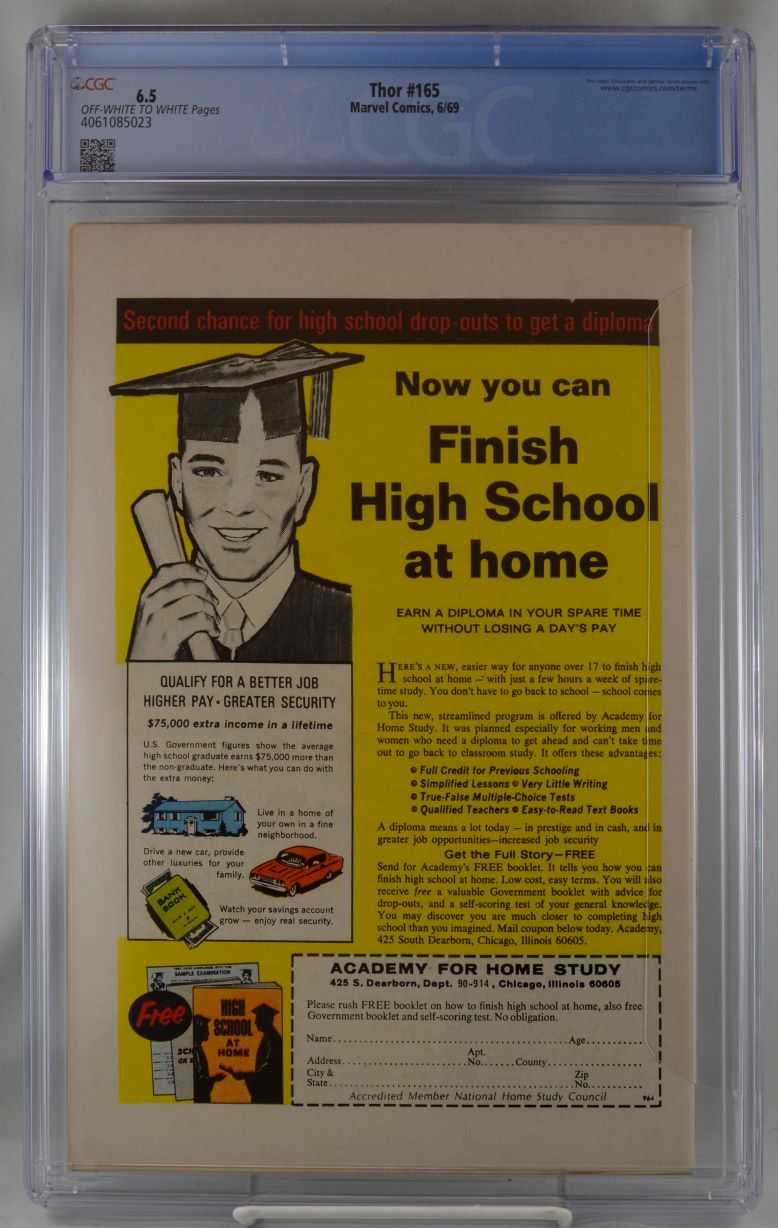 CGC
6.5
OFF-WHITE TO WHITE Pages
4061085023
Thor #165
Marvel Comics, 6/69
www.cgccomics.com/terms
CGC
Second chance for high school drop-outs to get a diploma
Now you can
Finish
High School
at home
EARN A DIPLOMA IN YOUR SPARE TIME
WITHOUT LOSING A DAY'S PAY
QUALIFY FOR A BETTER JOB
HIGHER PAY • GREATER SECURITY
$75,000 extra income in a lifetime
U.S. Government figures show the average
high school graduate earns $75,000 more than
the non-graduate. Here's what you can do with
the extra money:
Live in a home of
your own in a fine
neighborhood.
Drive a new car, provide
other luxuries for your
family.
BANK
BOOK
Watch your savings account
grow — enjoy real security.
HERE'S A NEW, easier way for anyone over 17 to finish high
school at home — with just a few hours a week of spare-
time study. You don't have to go back to school — school comes
to you.
This new, streamlined program is offered by Academy for
Home Study. It was planned especially for working men and
women who need a diploma to get ahead and can't take time
out to go back to classroom study. It offers these advantages:
• Full Credit for Previous Schooling
• Simplified Lessons • Very Little Writing
• True-False Multiple-Choice Tests
• Qualified Teachers • Easy-to-Read Text Books
A diploma means a lot today — in prestige and in cash, and in
greater job opportunities—increased job security
Get the Full Story—FREE
Send for Academy's FREE booklet. It tells you how you can
finish high school at home. Low cost, easy terms. You will also
receive free a valuable Government booklet with advice for
drop-outs, and a self-scoring test of your general knowledge.
You may discover you are much closer to completing high
school than you imagined. Mail coupon below today. Academy,
425 South Dearborn, Chicago, Illinois 60605.
SAMPLE EXAMINATION
Free
HIGH
SCHOOL
AT
HOME
ACADEMY FOR HOME STUDY
425 S. Dearborn, Dept. 90-914, Chicago, Illinois 60605
Please rush FREE booklet on how to finish high school at home, also free
Government booklet and self-scoring test. No obligation.
Name Age
Apt.
Address No. County
City & Zip
State No.
Accredited Member National Home Study Council 964